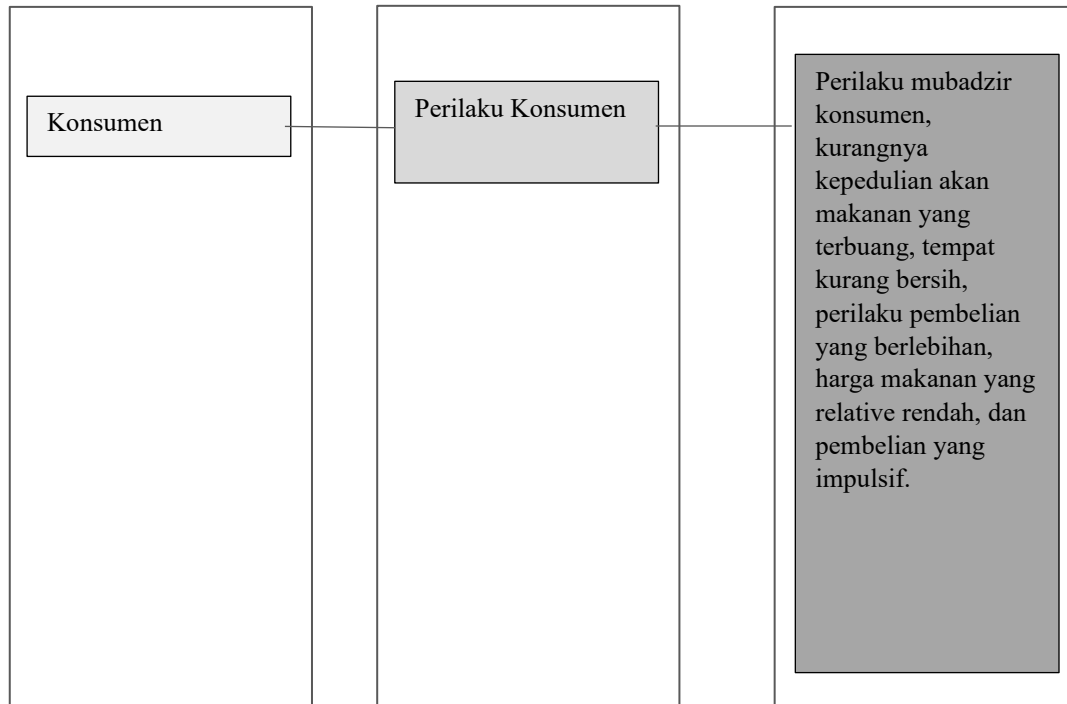 Konsumen
Perilaku Konsumen
Perilaku mubadzir
konsumen,
kurangnya
kepedulian akan
makanan yang
terbuang, tempat
kurang bersih,
perilaku pembelian
yang berlebihan,
harga makanan yang
relative rendah, dan
pembelian yang
impulsif.